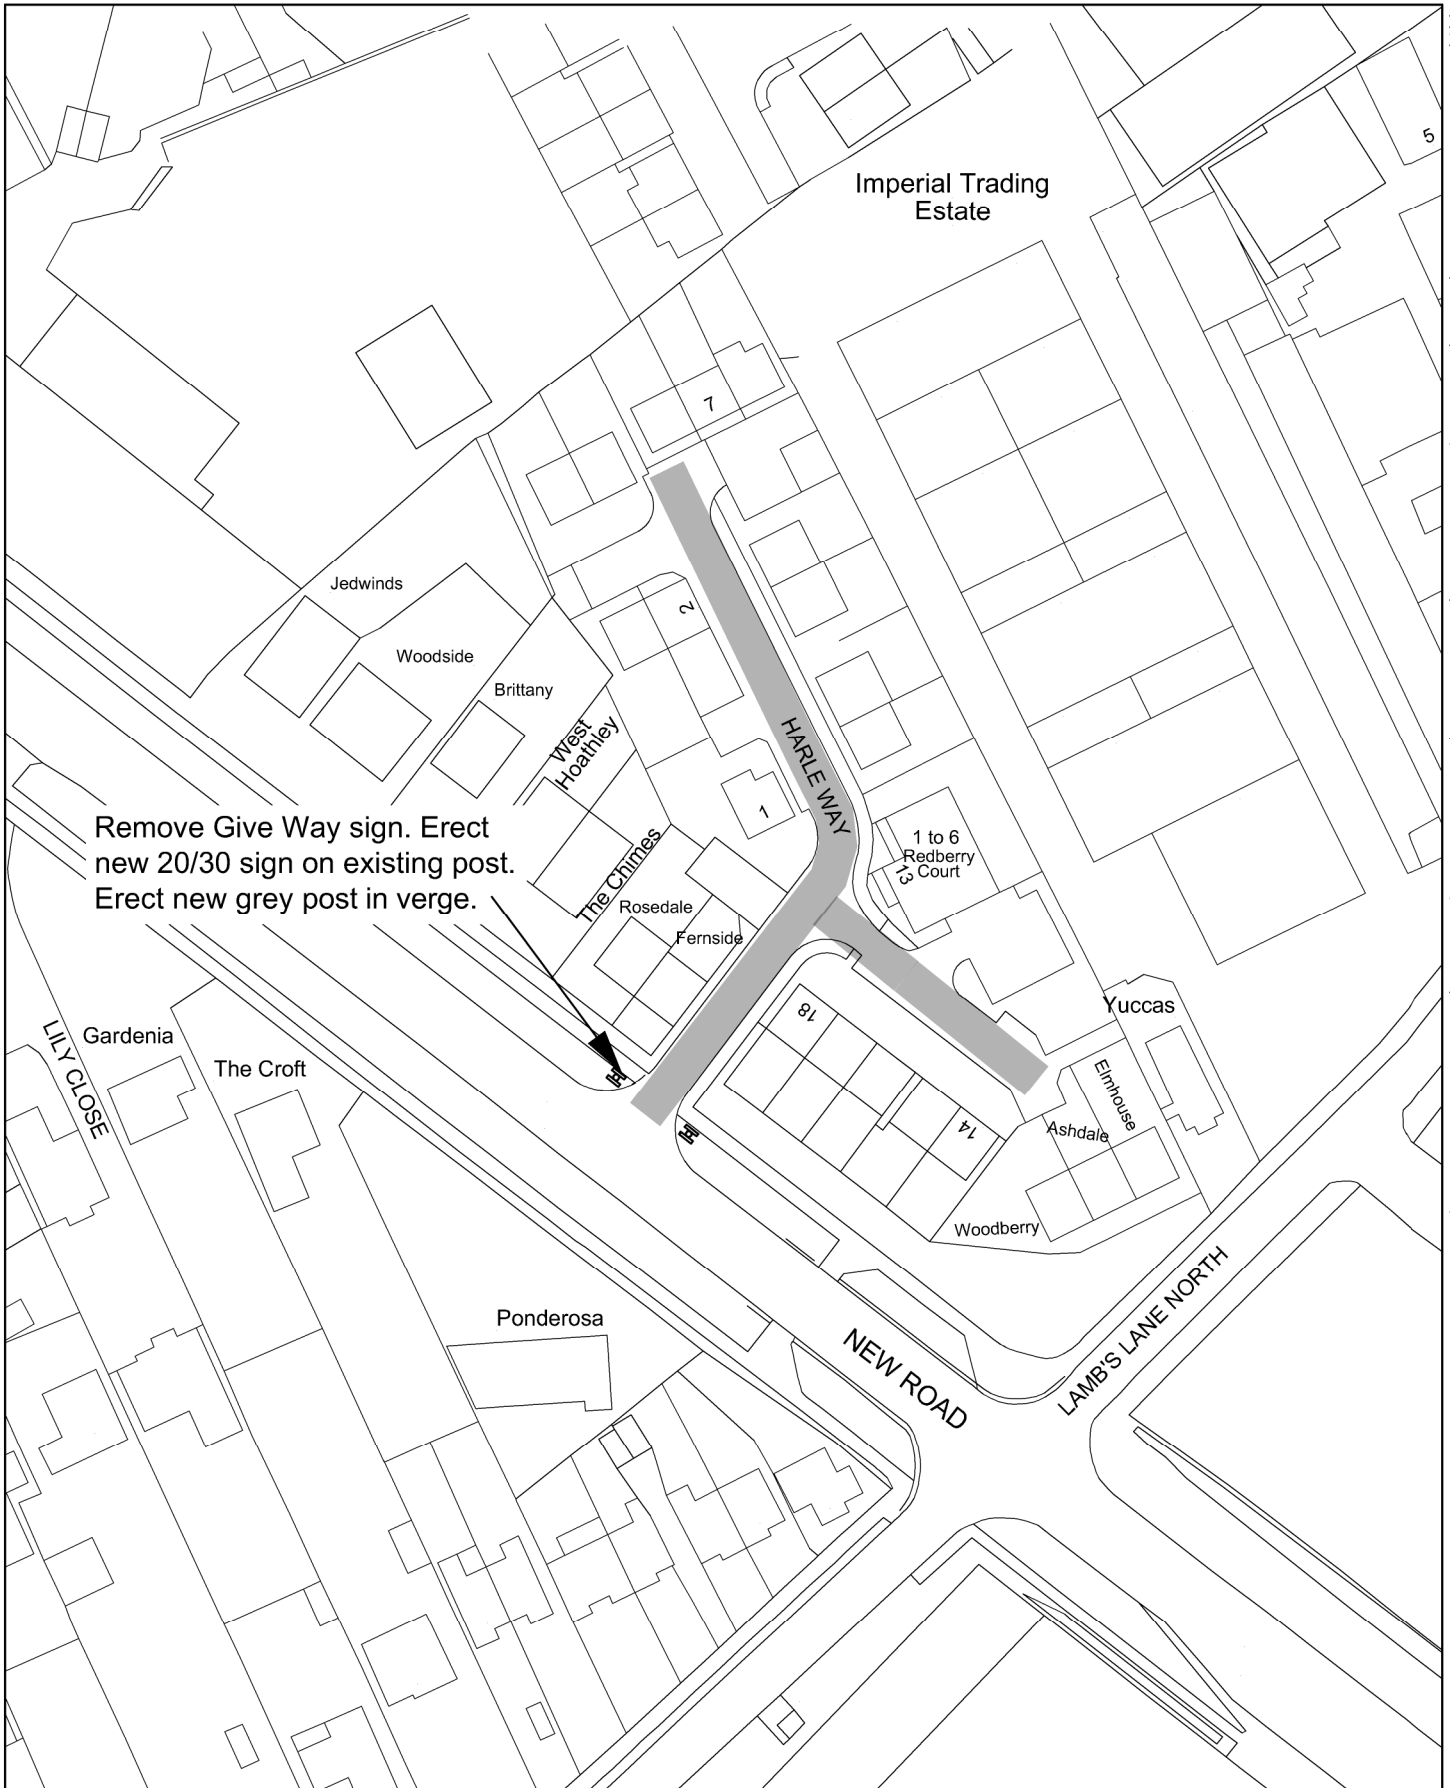 Imperial Trading
Estate
5
7
Jedwinds
2
Woodside
Brittany
West
Hoathley
HARLE WAY
1
Remove Give Way sign. Erect
new 20/30 sign on existing post.
Erect new grey post in verge.
1 to 6
Redberry
Court
13
The Chimes
Rosedale
Fernside
Yuccas
18
Gardenia
The Croft
LILY CLOSE
Elmhouse
Ashdale
14
Woodberry
Ponderosa
NEW ROAD
LAMB'S LANE NORTH